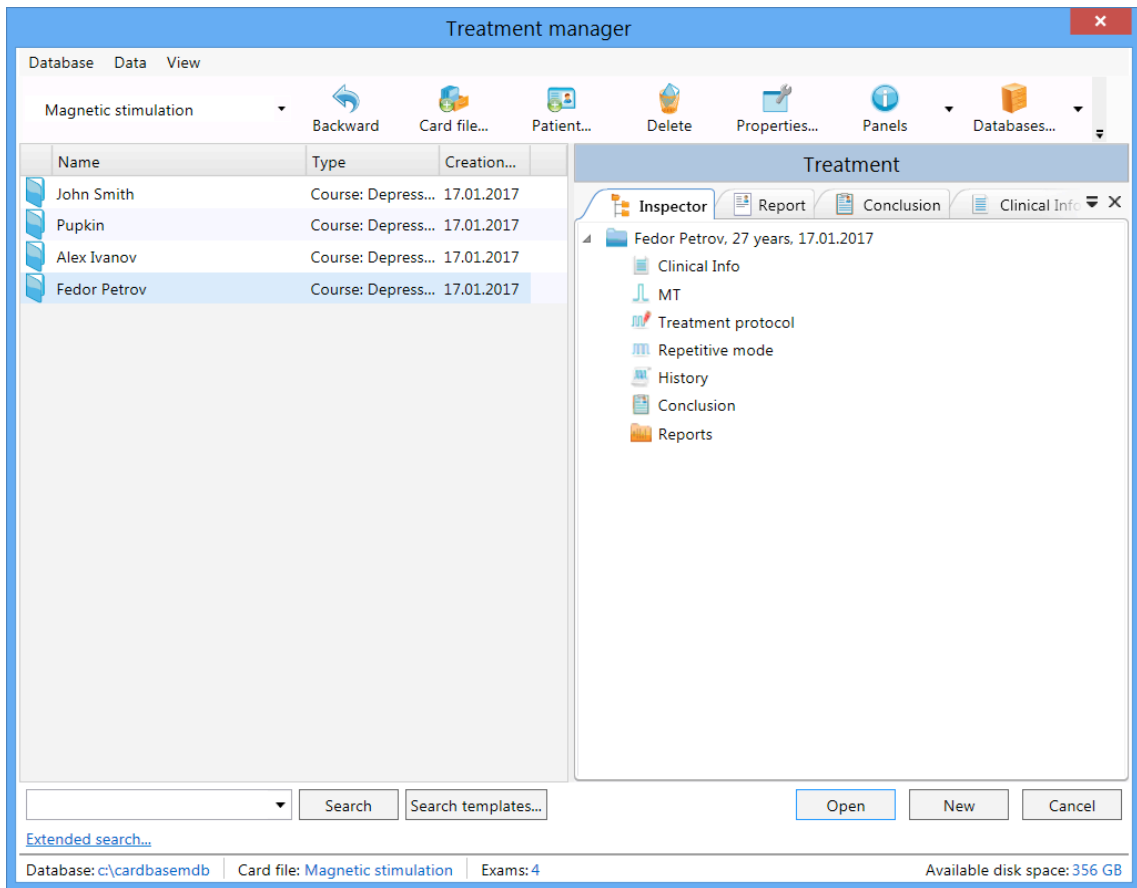 Treatment manager
Database Data View
Magnetic stimulation
Backward Card file... Patient... Delete Properties... Panels Databases...
Name Type Creation...
John Smith Course: Depress... 17.01.2017
Pupkin Course: Depress... 17.01.2017
Alex Ivanov Course: Depress... 17.01.2017
Fedor Petrov Course: Depress... 17.01.2017
Treatment
Inspector Report Conclusion Clinical Info
Fedor Petrov, 27 years, 17.01.2017
Clinical Info
MT
Treatment protocol
Repetitive mode
History
Conclusion
Reports
Search Search templates... Open New Cancel
Extended search...
Database: c:\cardbasemdb Card file: Magnetic stimulation Exams: 4 Available disk space: 356 GB